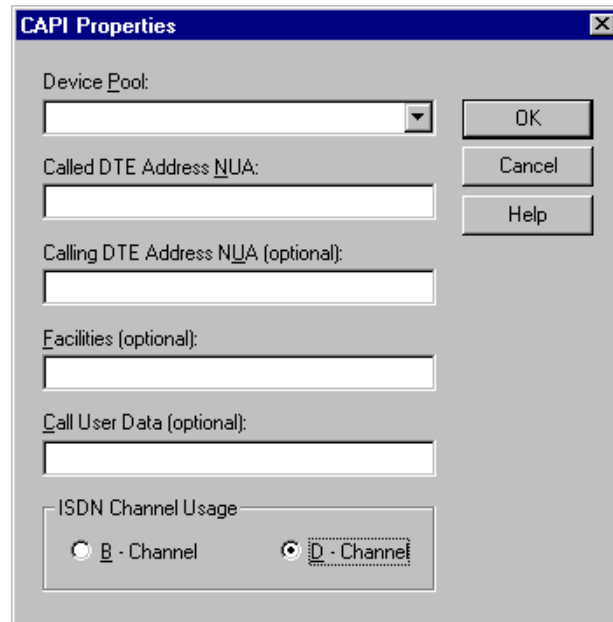 CAPI Properties
Device Pool:
OK
Called DTE Address NUA:
Cancel
Help
Calling DTE Address NUA (optional):
Facilities (optional):
Call User Data (optional):
ISDN Channel Usage
B - Channel D - Channel